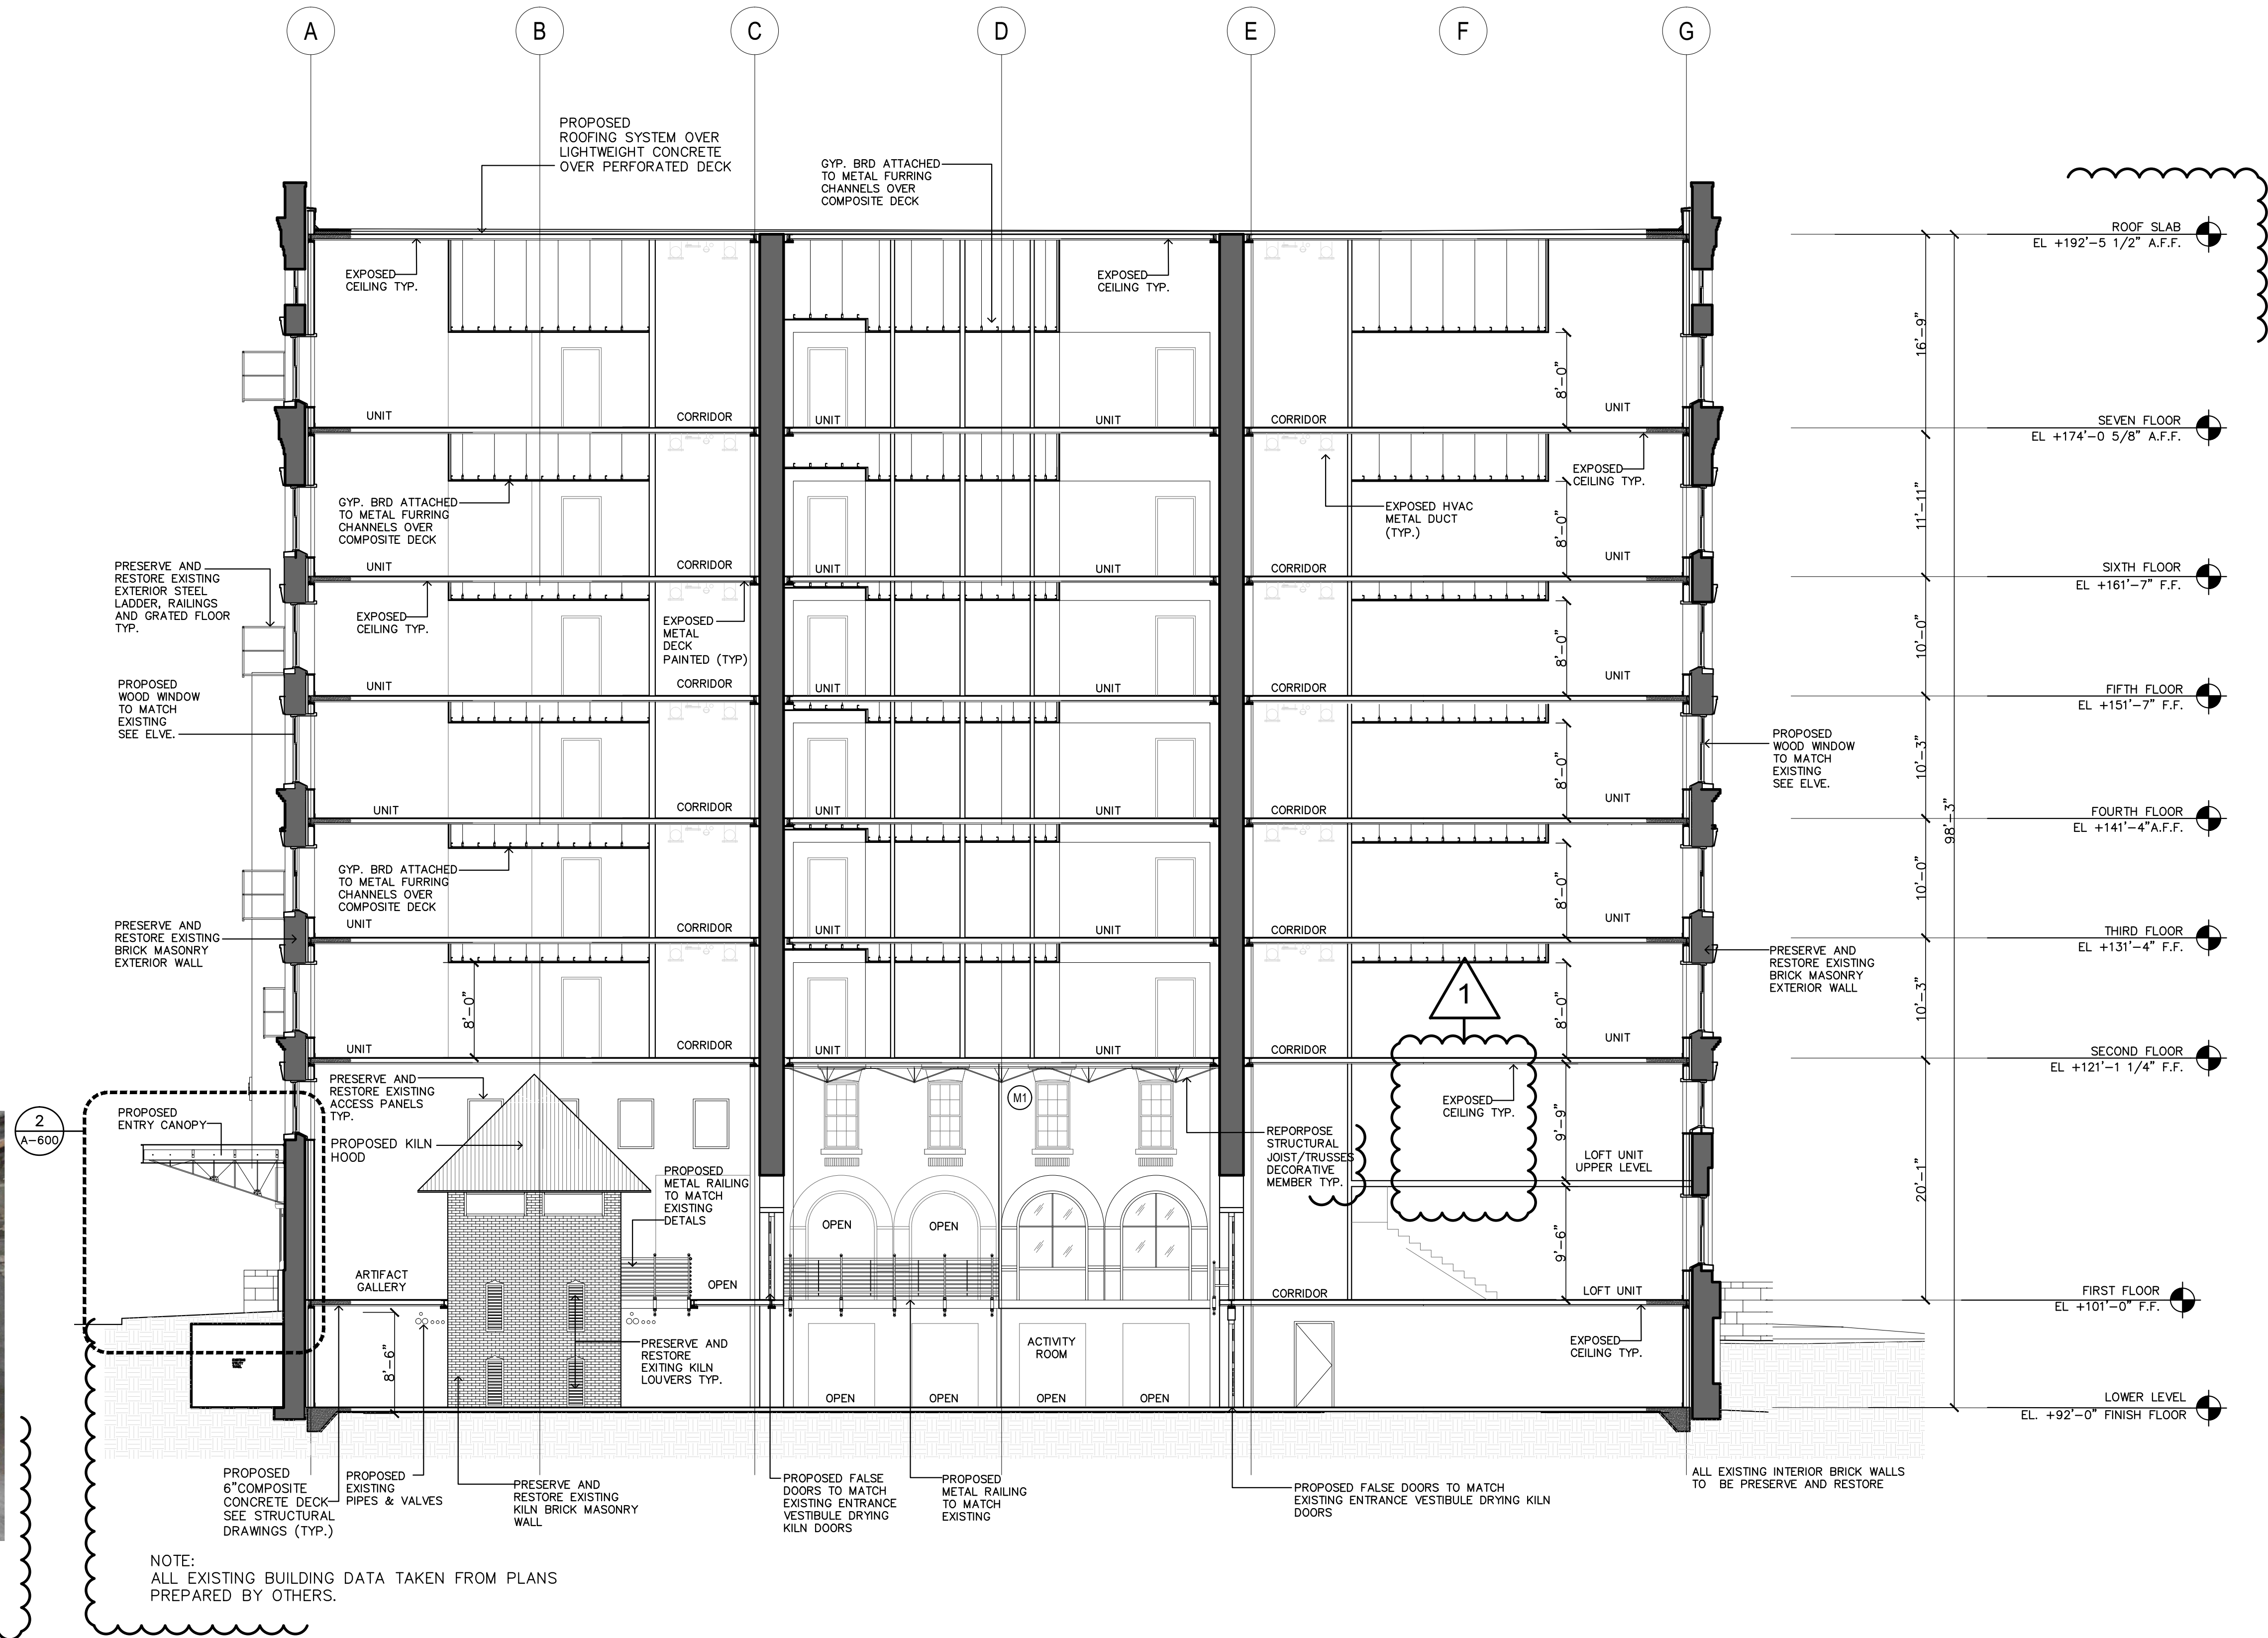 A
B
C
D
E
F
G
PROPOSED
ROOFING SYSTEM OVER
LIGHTWEIGHT CONCRETE
OVER PERFORATED DECK
GYP. BRD ATTACHED
TO METAL FURRING
CHANNELS OVER
COMPOSITE DECK
ROOF SLAB
EL +192'-5 1/2" A.F.F.
EXPOSED
CEILING TYP.
EXPOSED
CEILING TYP.
16'-9"
8'-0"
UNIT
CORRIDOR
UNIT
UNIT
CORRIDOR
UNIT
SEVEN FLOOR
EL +174'-0 5/8" A.F.F.
EXPOSED
CEILING TYP.
GYP. BRD ATTACHED
TO METAL FURRING
CHANNELS OVER
COMPOSITE DECK
EXPOSED HVAC
METAL DUCT
(TYP.)
8'-0"
11'-11"
UNIT
CORRIDOR
UNIT
UNIT
CORRIDOR
UNIT
SIXTH FLOOR
EL +161'-7" F.F.
PRESERVE AND
RESTORE EXISTING
EXTERIOR STEEL
LADDER, RAILINGS
AND GRATED FLOOR
TYP.
EXPOSED
CEILING TYP.
EXPOSED
METAL
DECK
PAINTED (TYP)
8'-0"
10'-0"
UNIT
CORRIDOR
UNIT
UNIT
CORRIDOR
UNIT
FIFTH FLOOR
EL +151'-7" F.F.
PROPOSED
WOOD WINDOW
TO MATCH
EXISTING
SEE ELVE.
PROPOSED
WOOD WINDOW
TO MATCH
EXISTING
SEE ELVE.
8'-0"
10'-3"
98'-3"
UNIT
CORRIDOR
UNIT
UNIT
CORRIDOR
UNIT
FOURTH FLOOR
EL +141'-4"A.F.F.
GYP. BRD ATTACHED
TO METAL FURRING
CHANNELS OVER
COMPOSITE DECK
8'-0"
10'-0"
UNIT
CORRIDOR
UNIT
UNIT
CORRIDOR
UNIT
THIRD FLOOR
EL +131'-4" F.F.
PRESERVE AND
RESTORE EXISTING
BRICK MASONRY
EXTERIOR WALL
PRESERVE AND
RESTORE EXISTING
BRICK MASONRY
EXTERIOR WALL
8'-0"
1
8'-0"
10'-3"
UNIT
CORRIDOR
UNIT
UNIT
CORRIDOR
UNIT
SECOND FLOOR
EL +121'-1 1/4" F.F.
2
A-600
PROPOSED
ENTRY CANOPY
PRESERVE AND
RESTORE EXISTING
ACCESS PANELS
TYP.
PROPOSED KILN
HOOD
M1
EXPOSED
CEILING TYP.
REPORPOSE
STRUCTURAL
JOIST/TRUSSES
DECORATIVE
MEMBER TYP.
9'-9"
LOFT UNIT
UPPER LEVEL
20'-1"
PROPOSED
METAL RAILING
TO MATCH
EXISTING
DETALS
OPEN
OPEN
9'-6"
ARTIFACT
GALLERY
OPEN
CORRIDOR
LOFT UNIT
FIRST FLOOR
EL +101'-0" F.F.
8'-6"
PRESERVE AND
RESTORE
EXITING KILN
LOUVERS TYP.
ACTIVITY
ROOM
EXPOSED
CEILING TYP.
OPEN
OPEN
OPEN
OPEN
LOWER LEVEL
EL. +92'-0" FINISH FLOOR
PROPOSED
6"COMPOSITE
CONCRETE DECK
SEE STRUCTURAL
DRAWINGS (TYP.)
PROPOSED
EXISTING
PIPES & VALVES
PRESERVE AND
RESTORE EXISTING
KILN BRICK MASONRY
WALL
PROPOSED FALSE
DOORS TO MATCH
EXISTING ENTRANCE
VESTIBULE DRYING
KILN DOORS
PROPOSED
METAL RAILING
TO MATCH
EXISTING
PROPOSED FALSE DOORS TO MATCH
EXISTING ENTRANCE VESTIBULE DRYING KILN
DOORS
ALL EXISTING INTERIOR BRICK WALLS
TO BE PRESERVE AND RESTORE
NOTE:
ALL EXISTING BUILDING DATA TAKEN FROM PLANS
PREPARED BY OTHERS.